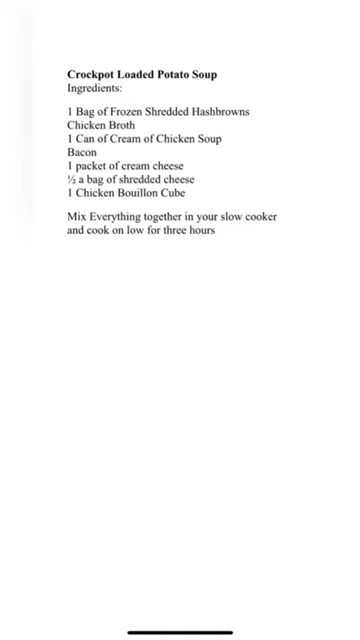 Crockpot Loaded Potato Soup
Ingredients:
1 Bag of Frozen Shredded Hashbrowns
Chicken Broth
1 Can of Cream of Chicken Soup
Bacon
1 packet of cream cheese
½ a bag of shredded cheese
1 Chicken Bouillon Cube
Mix Everything together in your slow cooker
and cook on low for three hours